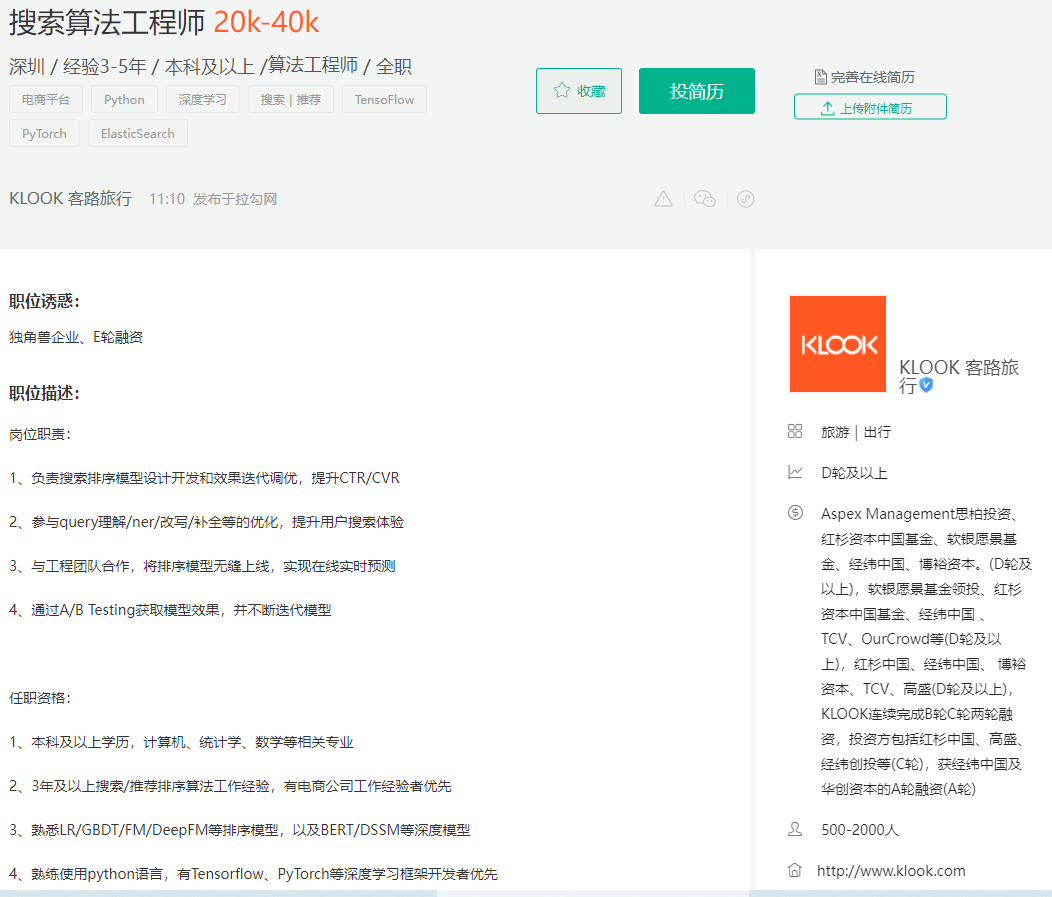 搜索算法工程师 20k-40k
深圳 / 经验3-5年 / 本科及以上 /算法工程师 / 全职
电商平台 Python 深度学习 搜索 | 推荐 TensoFlow
PyTorch ElasticSearch
收藏
投简历
完善在线简历
上传附件简历
KLOOK 客路旅行 11:10 发布于拉勾网
职位诱惑：
独角兽企业、E轮融资
职位描述：
岗位职责：
1、负责搜索排序模型设计开发和效果迭代调优，提升CTR/CVR
2、参与query理解/ner/改写/补全等的优化，提升用户搜索体验
3、与工程团队合作，将排序模型无缝上线，实现在线实时预测
4、通过A/B Testing获取模型效果，并不断迭代模型
任职资格：
1、本科及以上学历，计算机、统计学、数学等相关专业
2、3年及以上搜索/推荐排序算法工作经验，有电商公司工作经验者优先
3、熟悉LR/GBDT/FM/DeepFM等排序模型，以及BERT/DSSM等深度模型
4、熟练使用python语言，有Tensorflow、PyTorch等深度学习框架开发者优先
KLOOK
KLOOK 客路旅
行
旅游 | 出行
D轮及以上
Aspex Management思柏投资、
红杉资本中国基金、软银愿景基
金、经纬中国、博裕资本。(D轮及
以上)，软银愿景基金领投、红杉
资本中国基金、经纬中国 、
TCV、OurCrowd等(D轮及以
上)，红杉中国、经纬中国、 博裕
资本、TCV、高盛(D轮及以上)，
KLOOK连续完成B轮C轮两轮融
资，投资方包括红杉中国、高盛、
经纬创投等(C轮)，获经纬中国及
华创资本的A轮融资(A轮)
500-2000人
http://www.klook.com